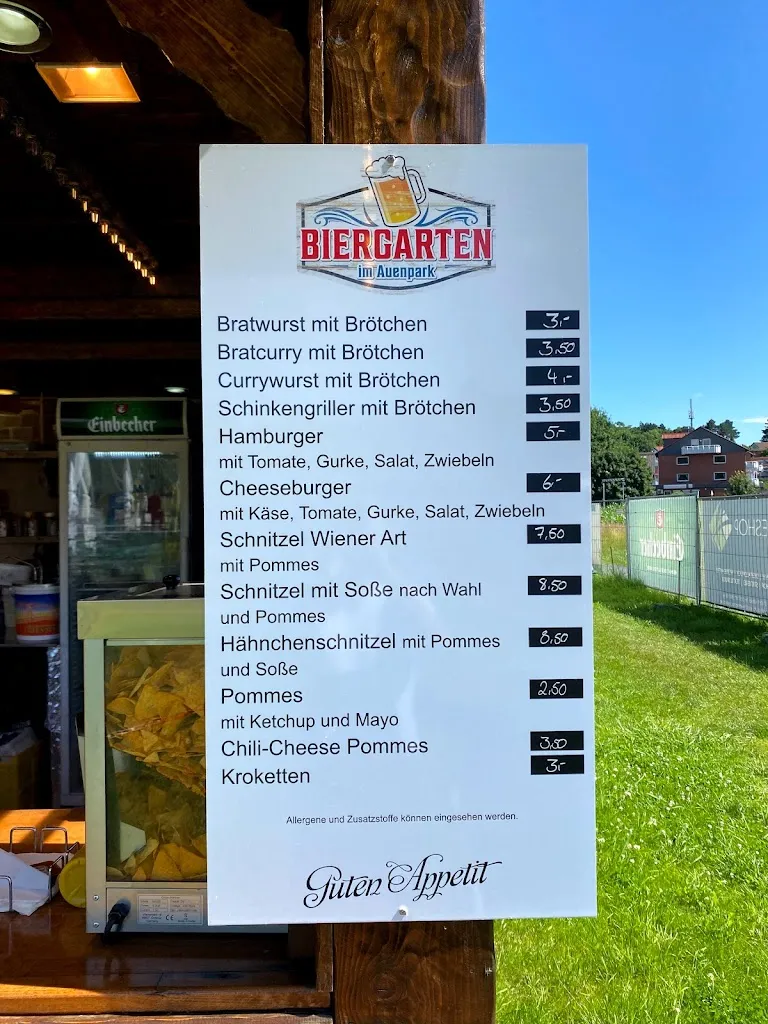 BIERGARTEN
im Auenpark
Bratwurst mit Brötchen 3,-
Bratcurry mit Brötchen 3,50
Currywurst mit Brötchen 4,-
Schinkengriller mit Brötchen 3,50
Hamburger 5,-
mit Tomate, Gurke, Salat, Zwiebeln
Cheeseburger 6,-
mit Käse, Tomate, Gurke, Salat, Zwiebeln
Schnitzel Wiener Art 7,50
mit Pommes
Schnitzel mit Soße nach Wahl 8,50
und Pommes
Hähnchenschnitzel mit Pommes 8,50
und Soße
Pommes 2,50
mit Ketchup und Mayo
Chili-Cheese Pommes 3,50
Kroketten 3,-
Allergene und Zusatzstoffe können eingesehen werden.
Guten Appetit
Einbecher
Einbecher
ESHOP